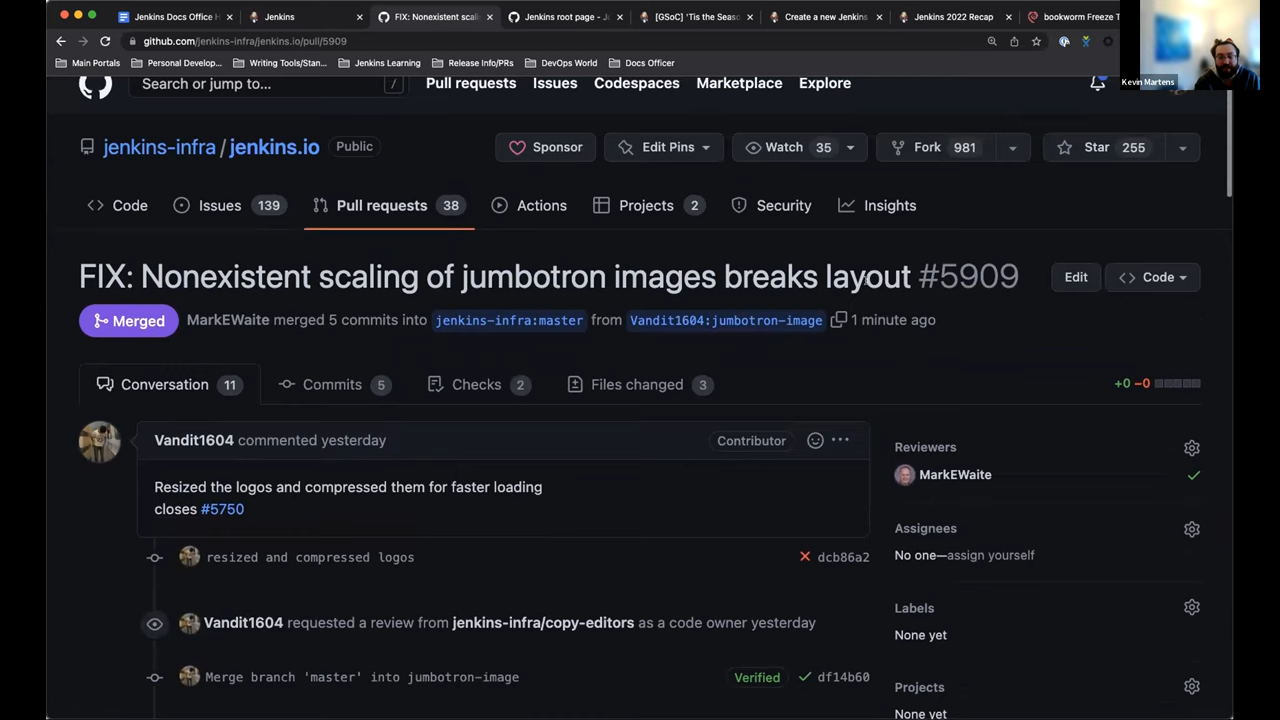 Jenkins Docs Office H
Jenkins
FIX: Nonexistent scali
Jenkins root page - J
[GSoC] 'Tis the Seaso
Create a new Jenkins
Jenkins 2022 Recap
bookworm Freeze T
github.com/jenkins-infra/jenkins.io/pull/5909
Main Portals
Personal Develop...
Writing Tools/Stan...
Jenkins Learning
Release Info/PRs
DevOps World
Docs Officer
Kevin Martens
Search or jump to...
/
Pull requests
Issues
Codespaces
Marketplace
Explore
jenkins-infra / jenkins.io
Public
Sponsor
Edit Pins
Watch 35
Fork 981
Star 255
Code
Issues 139
Pull requests 38
Actions
Projects 2
Security
Insights
FIX: Nonexistent scaling of jumbotron images breaks layout #5909
Edit
Code
Merged
MarkEWaite merged 5 commits into jenkins-infra:master from Vandit1604:jumbotron-image 1 minute ago
Conversation 11
Commits 5
Checks 2
Files changed 3
+0 −0
Vandit1604 commented yesterday
Contributor
Resized the logos and compressed them for faster loading
closes #5750
resized and compressed logos
dcb86a2
Vandit1604 requested a review from jenkins-infra/copy-editors as a code owner yesterday
Merge branch 'master' into jumbotron-image
Verified
df14b60
Reviewers
MarkEWaite
Assignees
No one—assign yourself
Labels
None yet
Projects
None yet